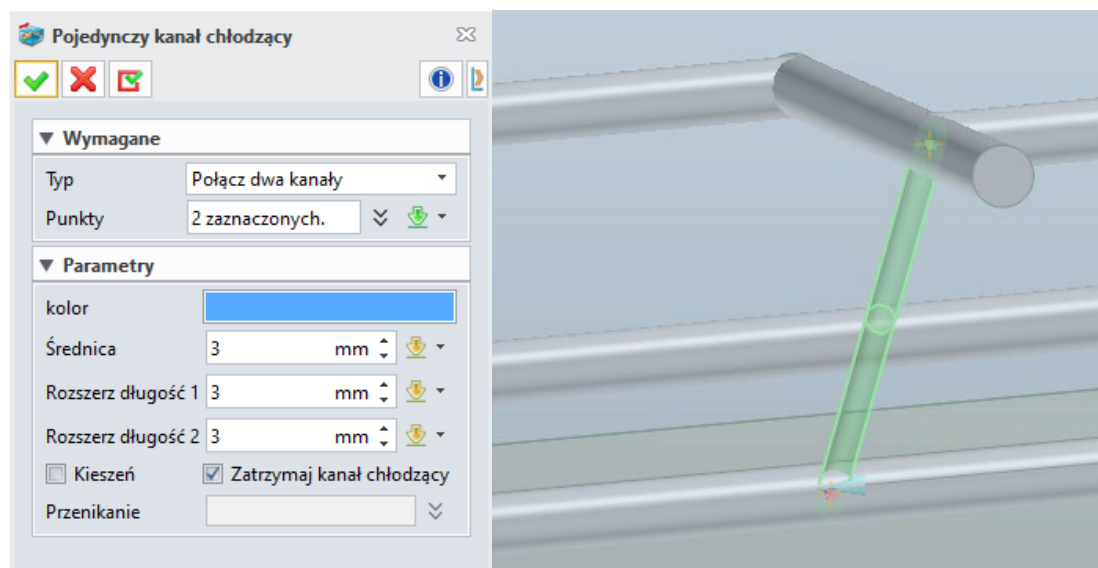 Pojedynczy kanał chłodzący
Wymagane
Typ Połącz dwa kanały
Punkty 2 zaznaczonych.
Parametry
kolor
Średnica 3 mm
Rozszerz długość 1 3 mm
Rozszerz długość 2 3 mm
Kieszeń Zatrzymaj kanał chłodzący
Przenikanie